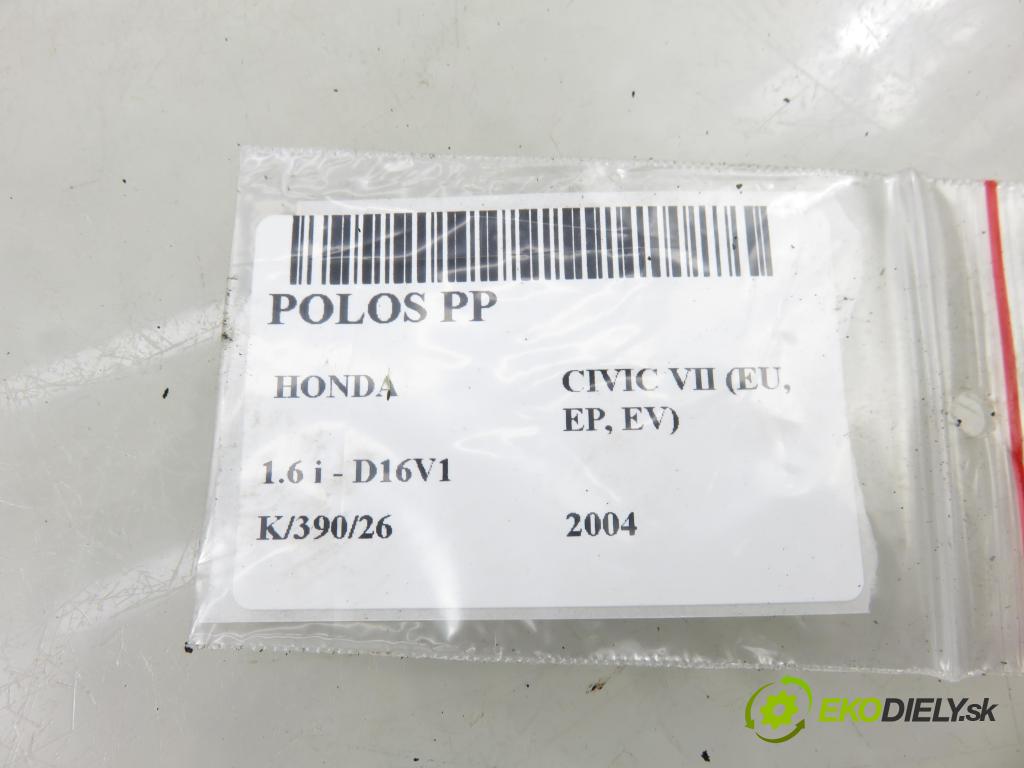 POLOS PP
HONDA
CIVIC VII (EU,
EP, EV)
1.6 i - D16V1
K/390/26
2004
EKODIELY.sk